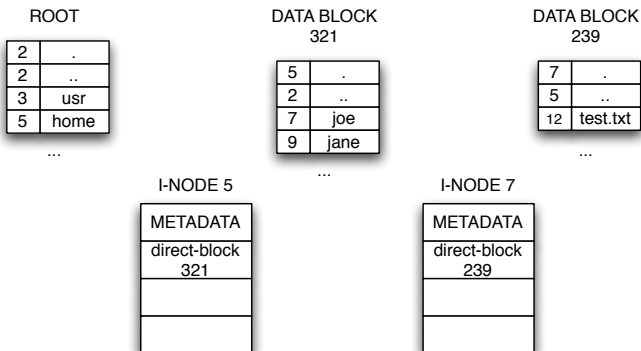 ROOT
2 .
2 ..
3 usr
5 home
...
DATA BLOCK
321
5 .
2 ..
7 joe
9 jane
...
DATA BLOCK
239
7 .
5 ..
12 test.txt
...
I-NODE 5
METADATA
direct-block
321
I-NODE 7
METADATA
direct-block
239